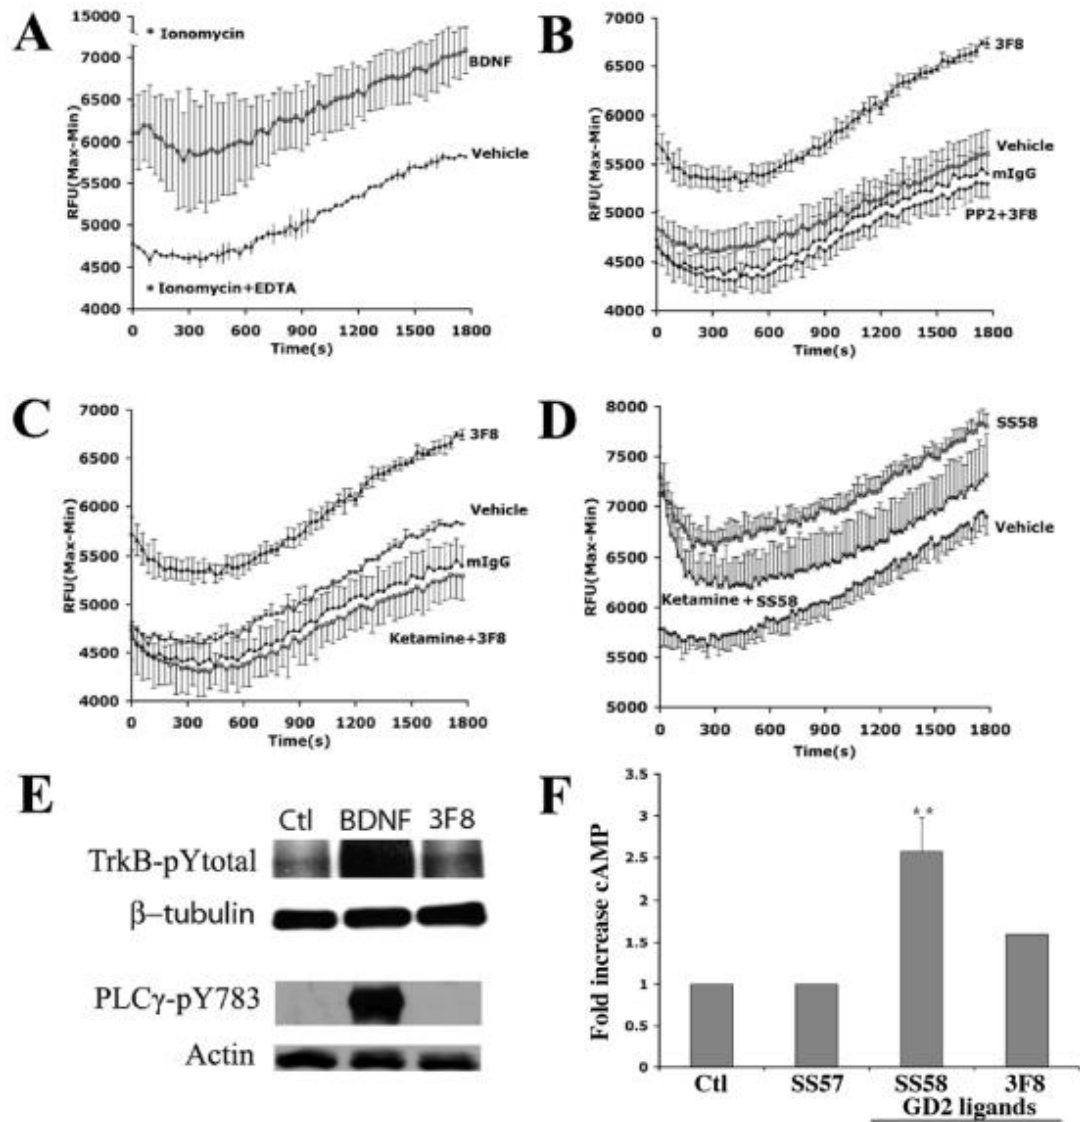 A
15000
* Ionomycin
7000
BDNF
6500
6000
Vehicle
5500
5000
4500
* Ionomycin+EDTA
4000
RFU(Max-Min)
0 300 600 900 1200 1500 1800
Time(s)
B
7000
3F8
6500
6000
Vehicle
5500
mIgG
5000
PP2+3F8
4500
4000
RFU(Max-Min)
0 300 600 900 1200 1500 1800
Time(s)
C
7000
3F8
6500
6000
Vehicle
5500
mIgG
5000
Ketamine+3F8
4500
4000
RFU(Max-Min)
0 300 600 900 1200 1500 1800
Time(s)
D
8000
SS58
7500
7000
Vehicle
6500
Ketamine+SS58
6000
5500
5000
RFU(Max-Min)
0 300 600 900 1200 1500 1800
Time(s)
E
Ctl BDNF 3F8
TrkB-pYtotal
β-tubulin
PLCγ-pY783
Actin
F
3.5
3
**
2.5
2
1.5
1
0.5
0
Fold increase cAMP
Ctl SS57 SS58 3F8
GD2 ligands